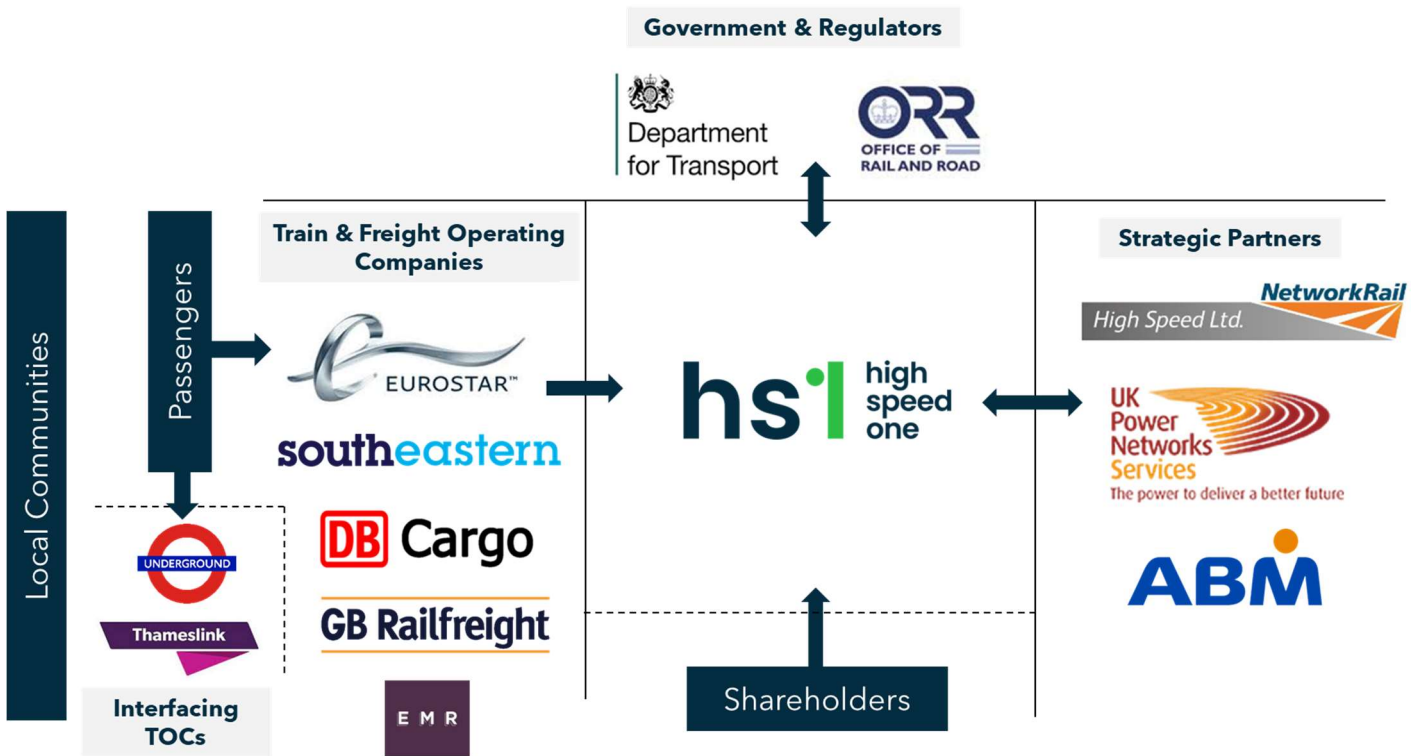 Government & Regulators
Department
for Transport
ORR
OFFICE OF
RAIL AND ROAD
Local Communities
Passengers
Train & Freight Operating
Companies
EUROSTAR™
southeastern
DB Cargo
GB Railfreight
EMR
UNDERGROUND
Thameslink
Interfacing
TOCs
hs1 high
speed
one
Shareholders
Strategic Partners
NetworkRail
High Speed Ltd.
UK
Power
Networks
Services
The power to deliver a better future
ABM